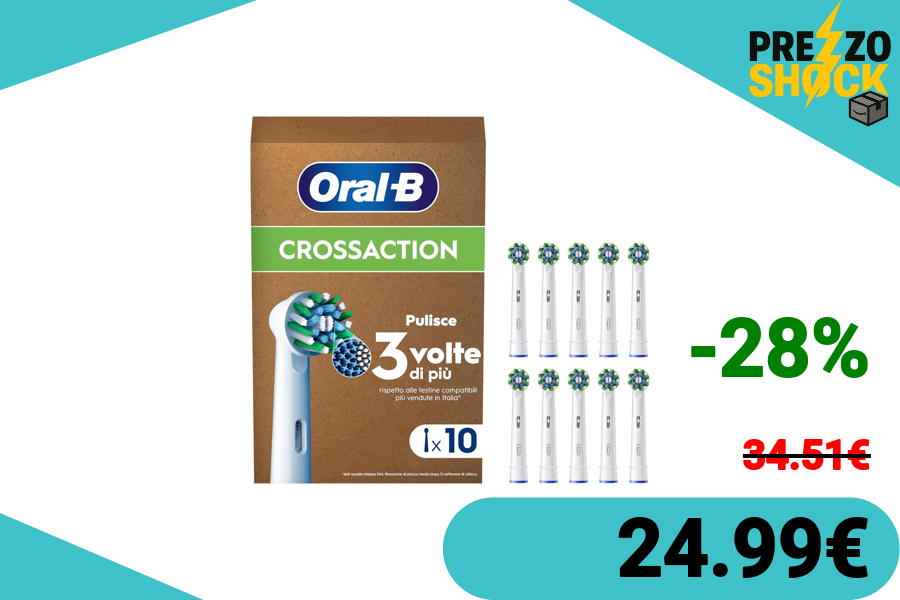 PREZZO
SHOCK
Oral-B
CROSSACTION
Pulisce
3 volte
di più
rispetto alle testine compatibili
più vendute in Italia*
x10
-28%
34.51€
24.99€